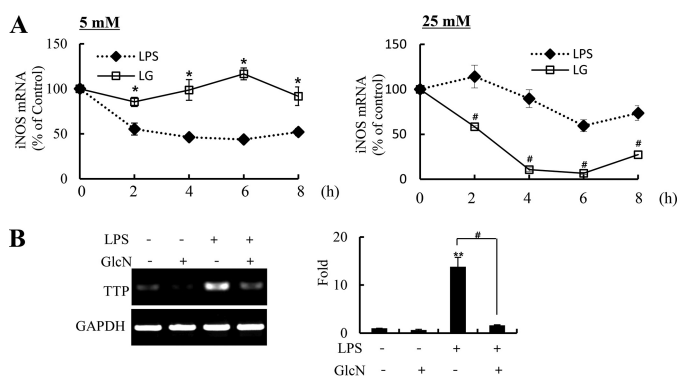 A
5 mM
25 mM
iNOS mRNA
(% of Control)
150
100
50
0
LPS
LG
*
*
*
*
0 2 4 6 8 (h)
iNOS mRNA
(% of control)
150
100
50
0
LPS
LG
#
#
#
#
0 2 4 6 8 (h)
B
LPS - - + +
GlcN - + - +
TTP
GAPDH
Fold
20
10
0
**
#
LPS - - + +
GlcN - + - +